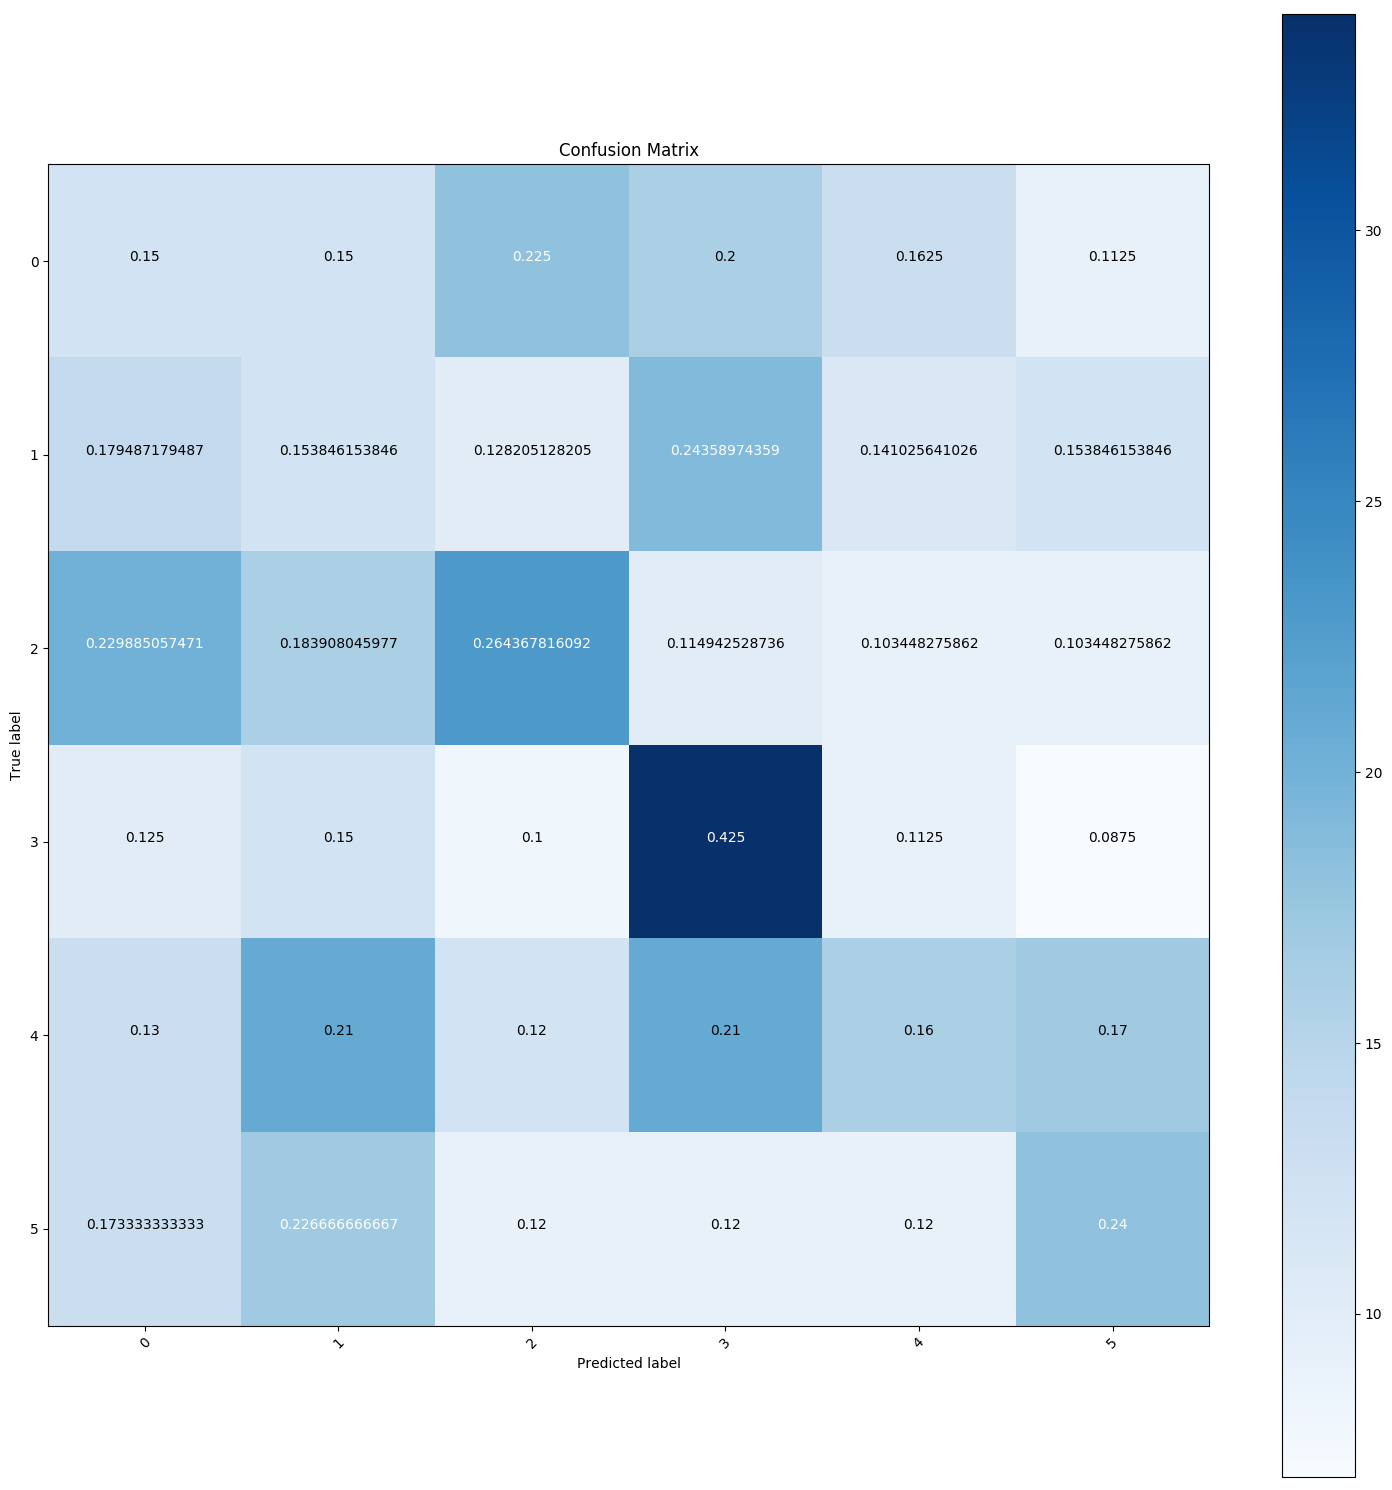 Confusion Matrix
0 0.15 0.15 0.225 0.2 0.1625 0.1125
1 0.179487179487 0.153846153846 0.128205128205 0.24358974359 0.141025641026 0.153846153846
2 0.229885057471 0.183908045977 0.264367816092 0.114942528736 0.103448275862 0.103448275862
3 0.125 0.15 0.1 0.425 0.1125 0.0875
4 0.13 0.21 0.12 0.21 0.16 0.17
5 0.173333333333 0.226666666667 0.12 0.12 0.12 0.24
0 1 2 3 4 5
Predicted label
True label
30
25
20
15
10